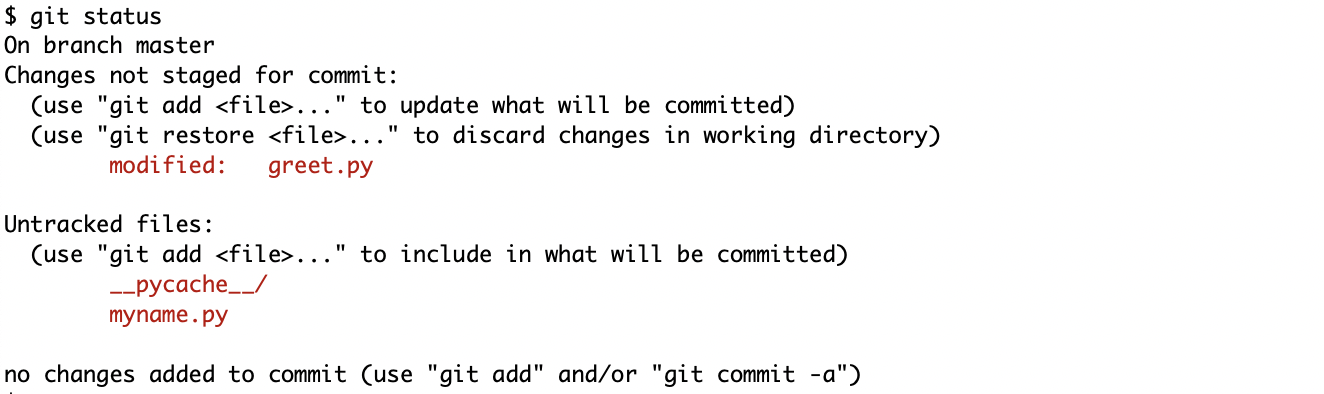 $ git status
On branch master
Changes not staged for commit:
  (use "git add <file>..." to update what will be committed)
  (use "git restore <file>..." to discard changes in working directory)
        modified:   greet.py

Untracked files:
  (use "git add <file>..." to include in what will be committed)
        __pycache__/
        myname.py

no changes added to commit (use "git add" and/or "git commit -a")